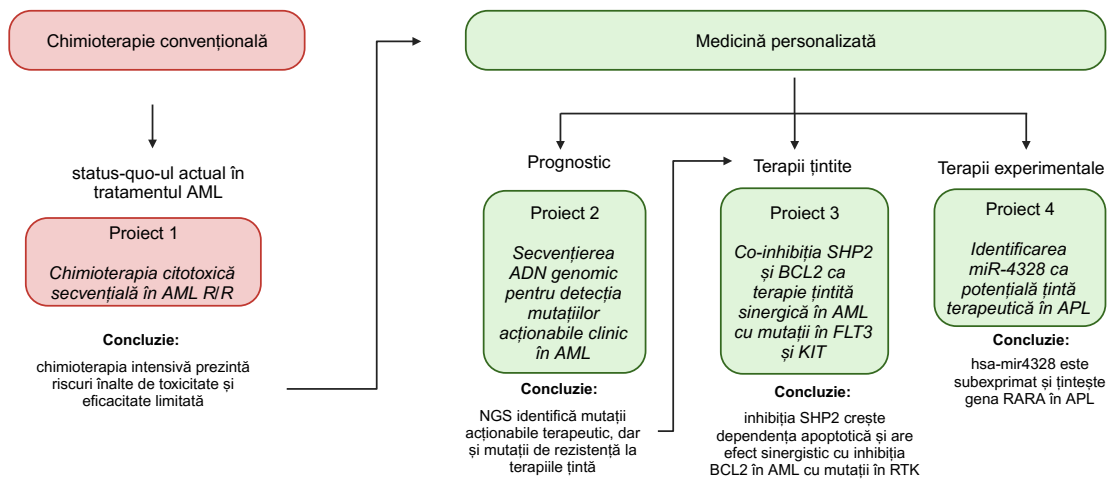 Chimioterapie convențională
status-quo-ul actual în
tratamentul AML
Proiect 1
Chimioterapia citotoxică
secvențială în AML R/R
Concluzie:
chimioterapia intensivă prezintă
riscuri înalte de toxicitate și
eficacitate limitată
Medicină personalizată
Prognostic
Proiect 2
Secvențierea
ADN genomic
pentru detecția
mutațiilor
acționabile clinic
în AML
Concluzie:
NGS identifică mutații
acționabile terapeutic, dar
și mutații de rezistență la
terapiile țintă
Terapii țintite
Proiect 3
Co-inhibiția SHP2
și BCL2 ca
terapie țintită
sinergică în AML
cu mutații în FLT3
și KIT
Concluzie:
inhibiția SHP2 crește
dependența apoptotică și are
efect sinergistic cu inhibiția
BCL2 în AML cu mutații în RTK
Terapii experimentale
Proiect 4
Identificarea
miR-4328 ca
potențială țintă
terapeutică în APL
Concluzie:
hsa-mir4328 este
subexprimat și țintește
gena RARA în APL